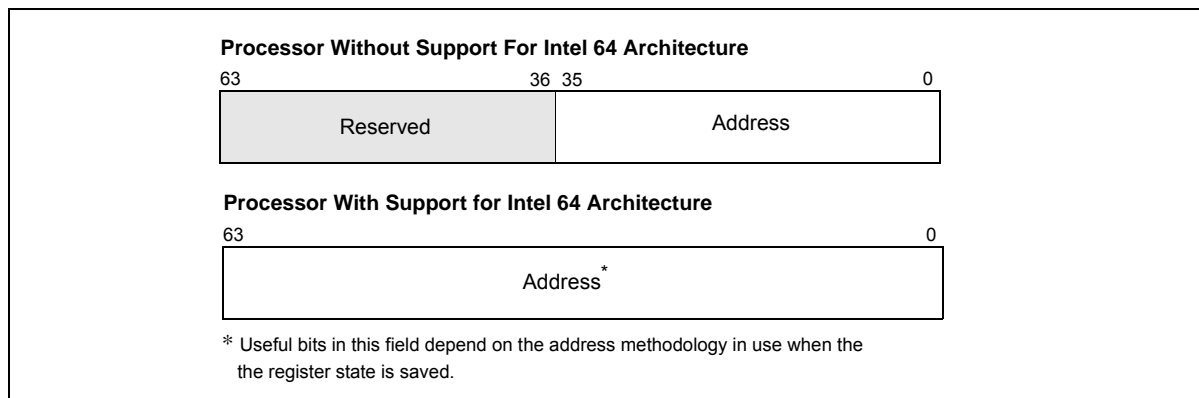 Processor Without Support For Intel 64 Architecture
63 36 35 0
Reserved Address
Processor With Support for Intel 64 Architecture
63 0
Address*
* Useful bits in this field depend on the address methodology in use when the
the register state is saved.